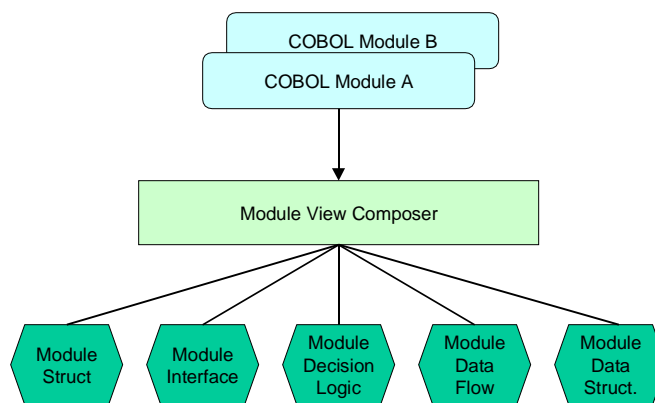 COBOL Module B
COBOL Module A
Module View Composer
Module
Struct
Module
Interface
Module
Decision
Logic
Module
Data
Flow
Module
Data
Struct.